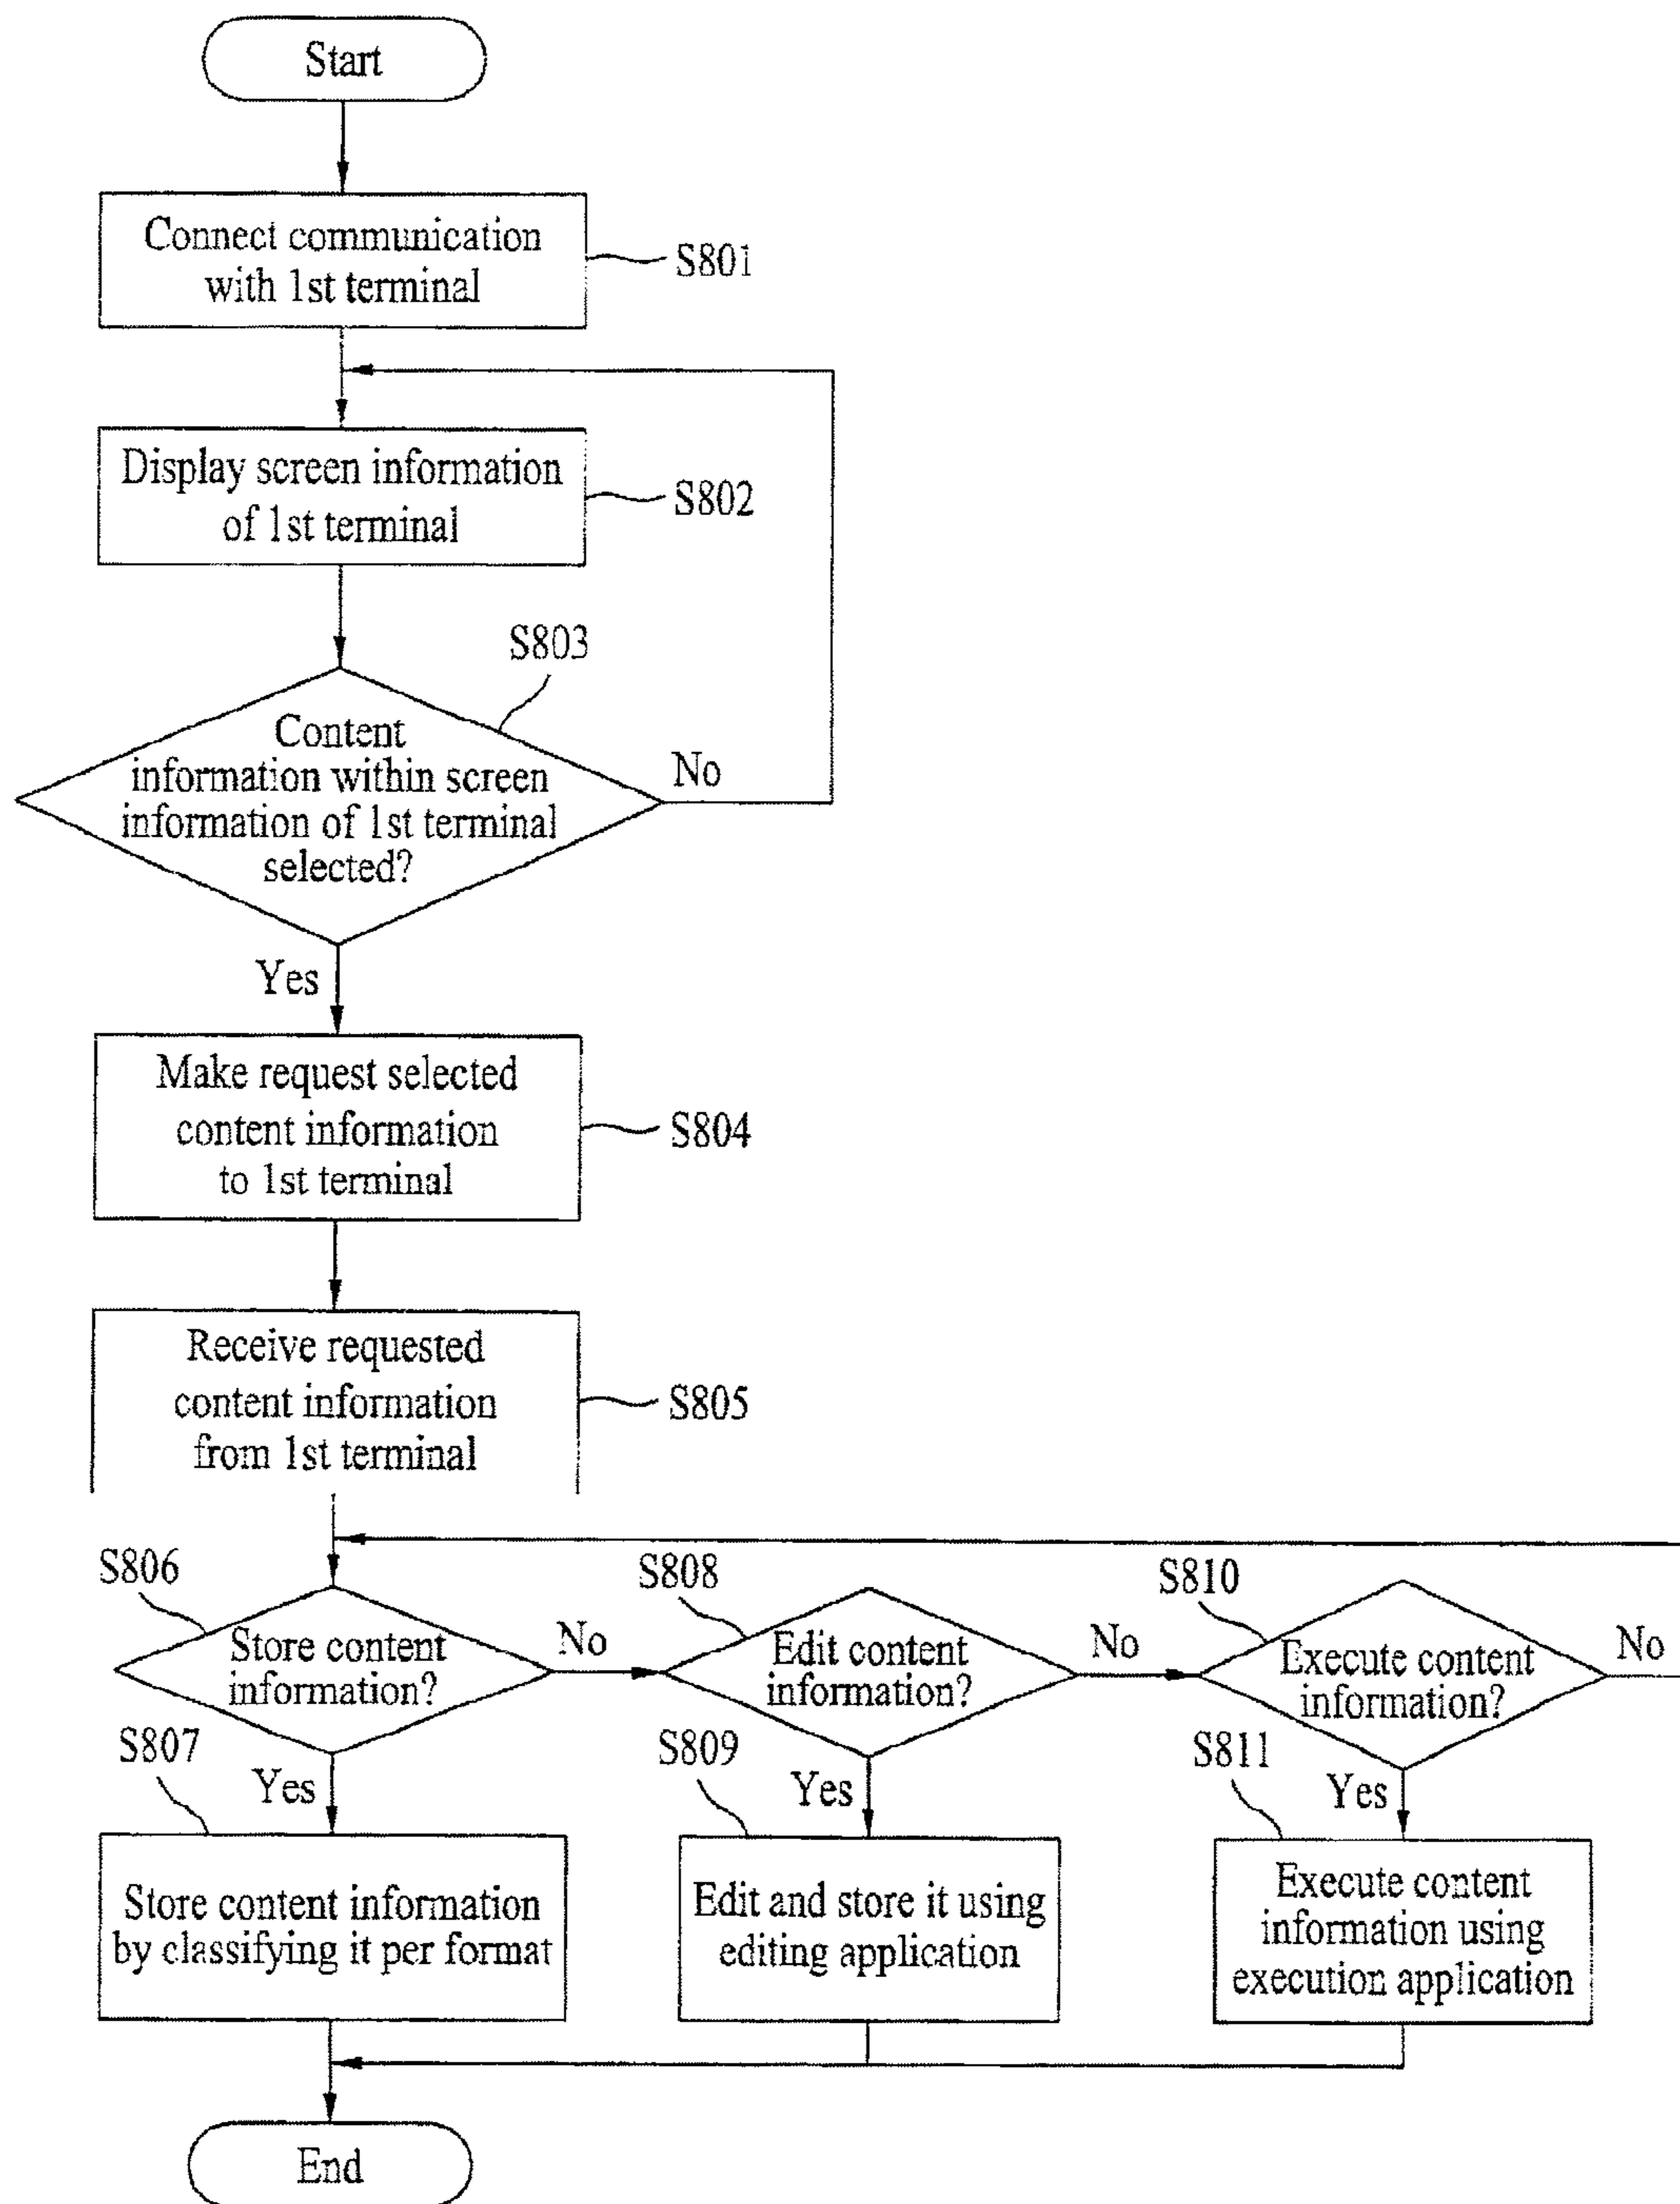 Start
Connect communication
with 1st terminal
S801
Display screen information
of 1st terminal
S802
S803
Content
information within screen
information of 1st terminal
selected?
No
Yes
Make request selected
content information
to 1st terminal
S804
Receive requested
content information
from 1st terminal
S805
S806
Store content
information?
No
S808
Edit content
information?
No
S810
Execute content
information?
No
S807
Yes
Store content information
by classifying it per format
S809
Yes
Edit and store it using
editing application
S811
Yes
Execute content
information using
execution application
End